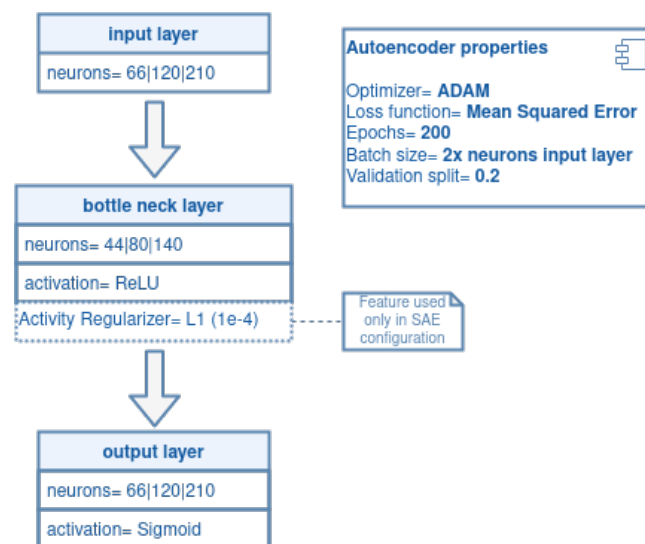 input layer
neurons= 66|120|210
Autoencoder properties
Optimizer= ADAM
Loss function= Mean Squared Error
Epochs= 200
Batch size= 2x neurons input layer
Validation split= 0.2
bottle neck layer
neurons= 44|80|140
activation= ReLU
Activity Regularizer= L1 (1e-4)
Feature used
only in SAE
configuration
output layer
neurons= 66|120|210
activation= Sigmoid